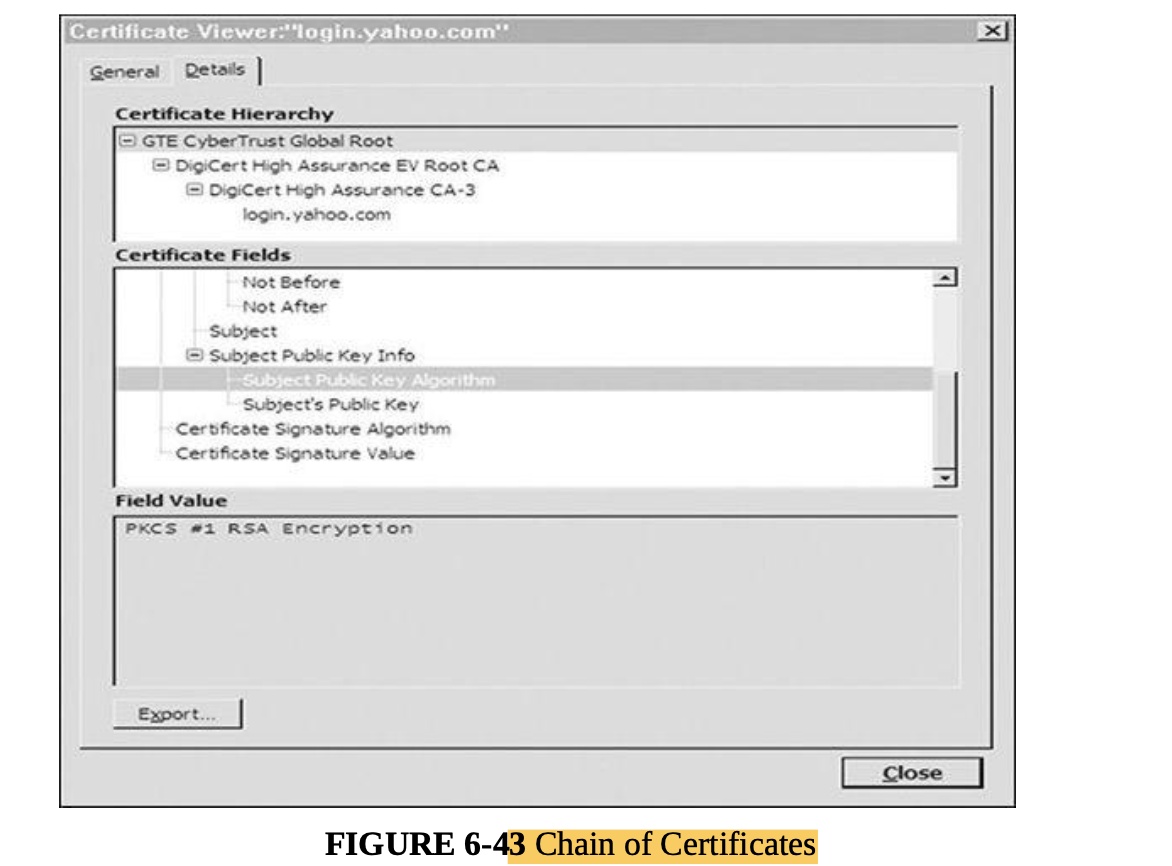 Certificate Viewer:"login.yahoo.com"
General Details
Certificate Hierarchy
GTE CyberTrust Global Root
DigiCert High Assurance EV Root CA
DigiCert High Assurance CA-3
login.yahoo.com
Certificate Fields
Not Before
Not After
Subject
Subject Public Key Info
Subject Public Key Algorithm
Subject's Public Key
Certificate Signature Algorithm
Certificate Signature Value
Field Value
PKCS #1 RSA Encryption
Export...
Close
FIGURE 6-43 Chain of Certificates